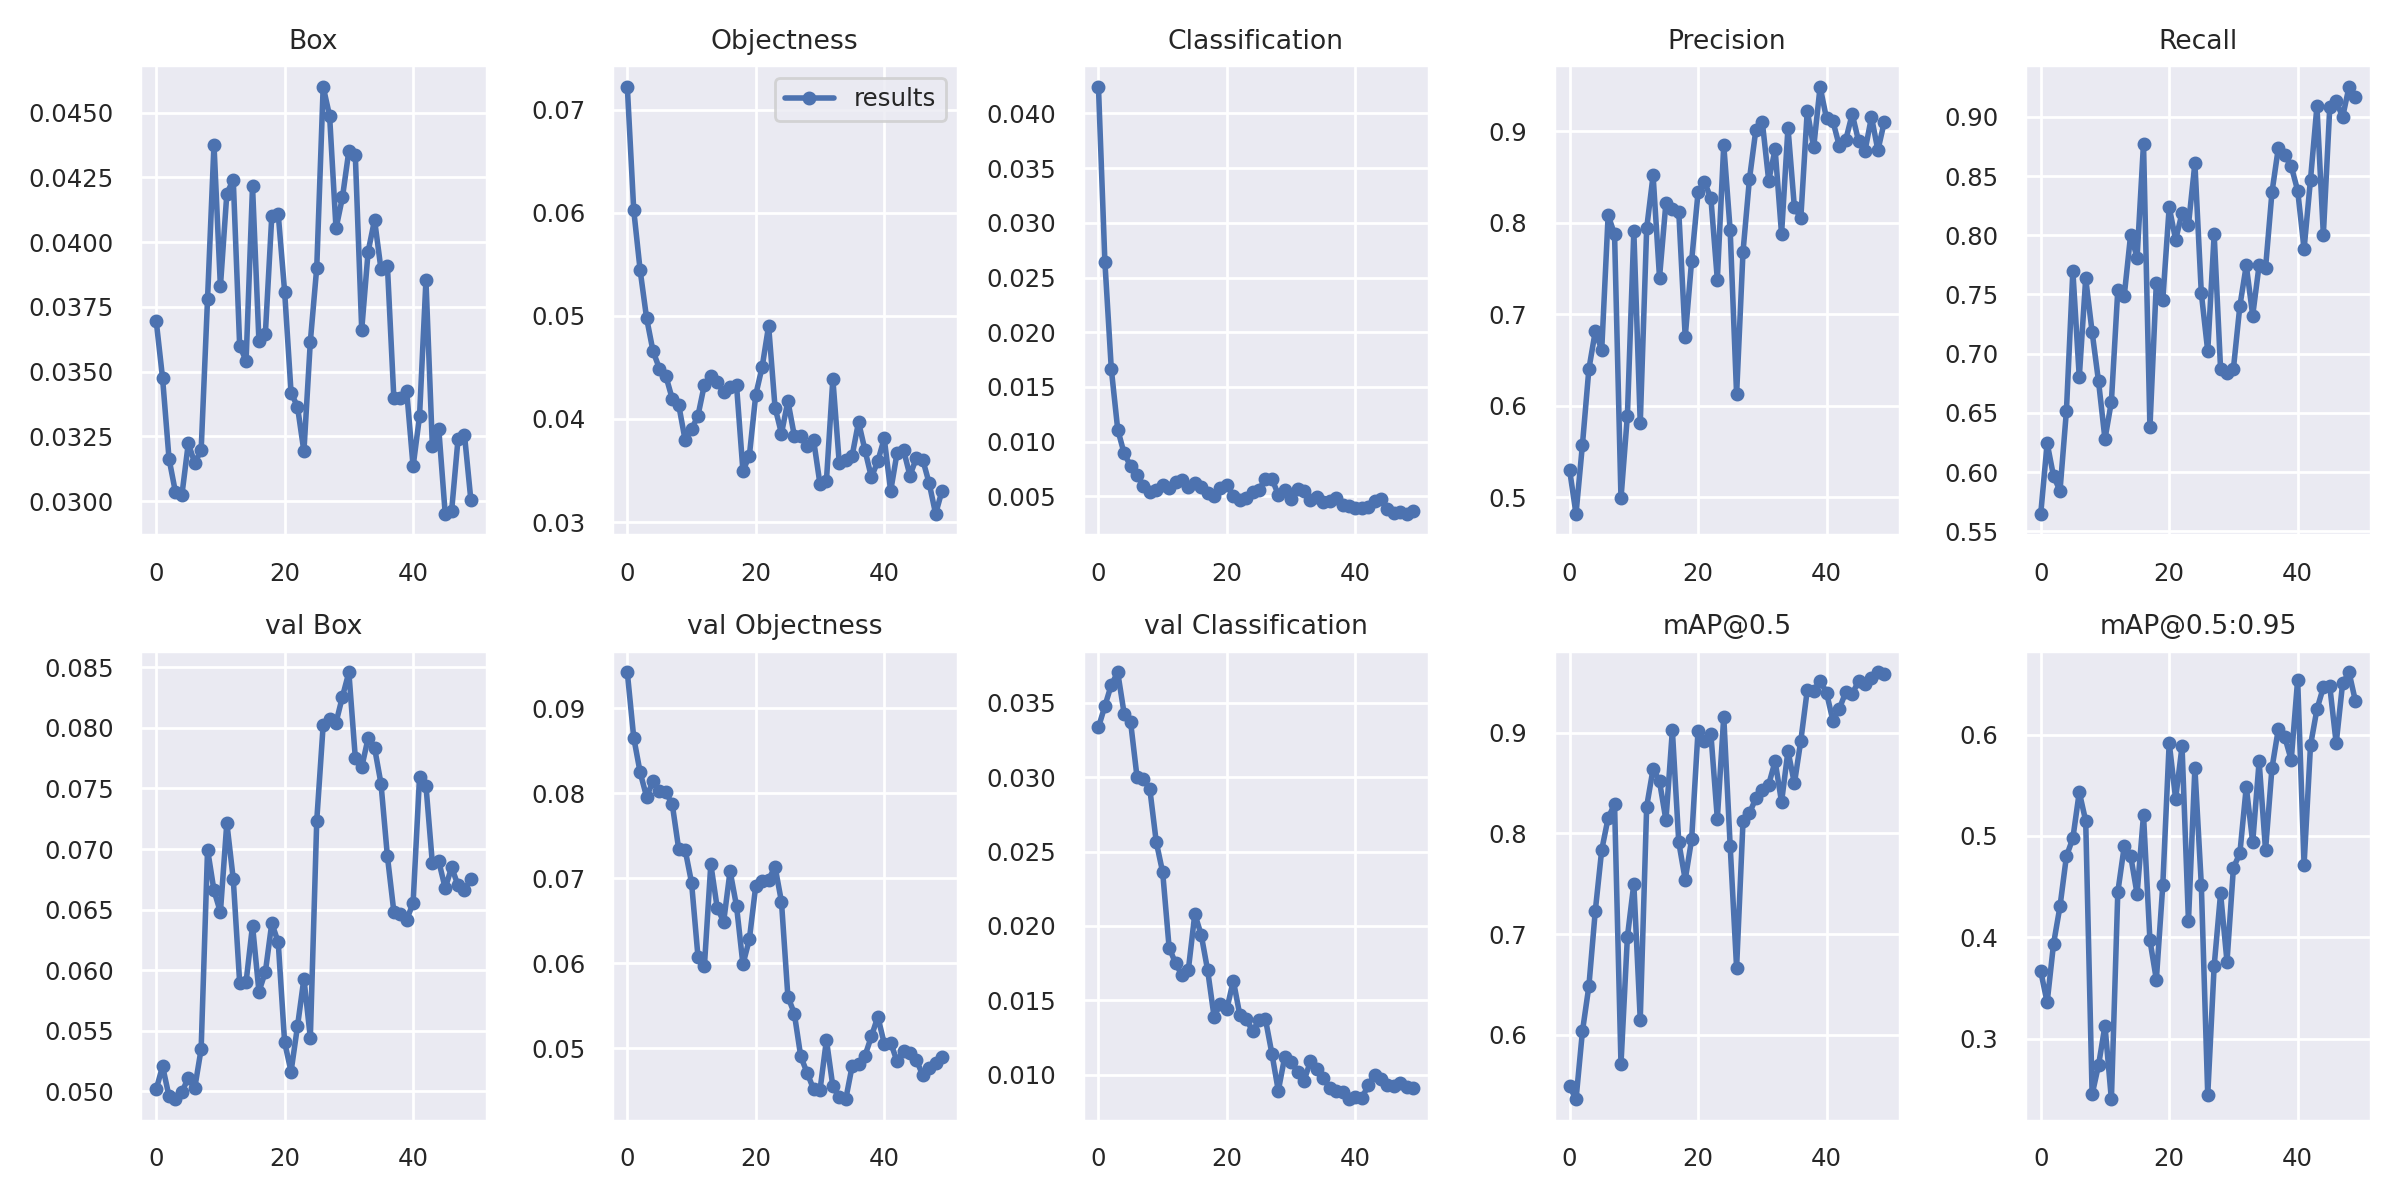 Box
0.0450
0.0425
0.0400
0.0375
0.0350
0.0325
0.0300
0 20 40
Objectness
results
0.07
0.06
0.05
0.04
0.03
0 20 40
Classification
0.040
0.035
0.030
0.025
0.020
0.015
0.010
0.005
0 20 40
Precision
0.9
0.8
0.7
0.6
0.5
0 20 40
Recall
0.90
0.85
0.80
0.75
0.70
0.65
0.60
0.55
0 20 40
val Box
0.085
0.080
0.075
0.070
0.065
0.060
0.055
0.050
0 20 40
val Objectness
0.09
0.08
0.07
0.06
0.05
0 20 40
val Classification
0.035
0.030
0.025
0.020
0.015
0.010
0 20 40
mAP@0.5
0.9
0.8
0.7
0.6
0 20 40
mAP@0.5:0.95
0.6
0.5
0.4
0.3
0 20 40